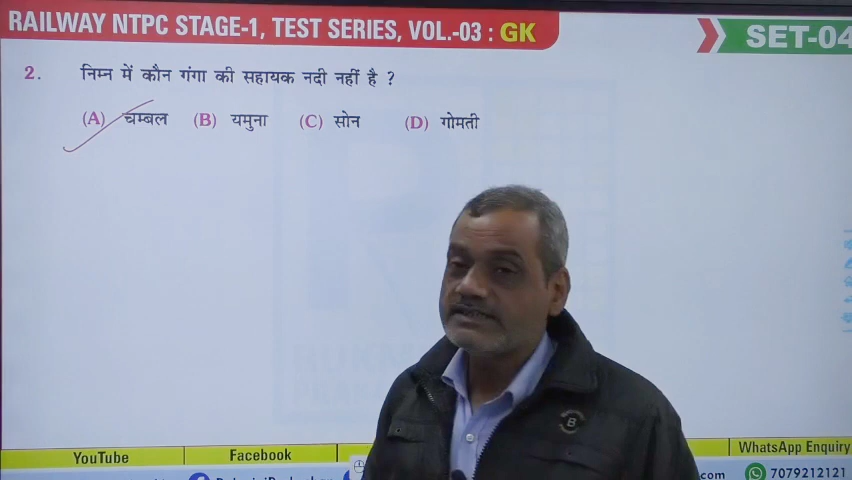 RAILWAY NTPC STAGE-1, TEST SERIES, VOL.-03 : GK
SET-04
2. निम्न में कौन गंगा की सहायक नदी नहीं है ?
(A) चम्बल (B) यमुना (C) सोन (D) गोमती
YouTube Facebook WhatsApp Enquiry
com 7079212121